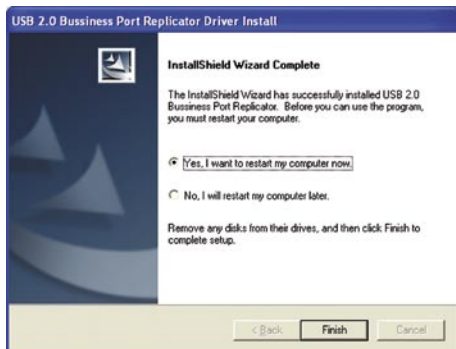 USB 2.0 Bussiness Port Replicator Driver Install
InstallShield Wizard Complete
The InstallShield Wizard has successfully installed USB 2.0
Bussiness Port Replicator. Before you can use the program,
you must restart your computer.
Yes, I want to restart my computer now.
No, I will restart my computer later.
Remove any disks from their drives, and then click Finish to
complete setup.
< Back
Finish
Cancel